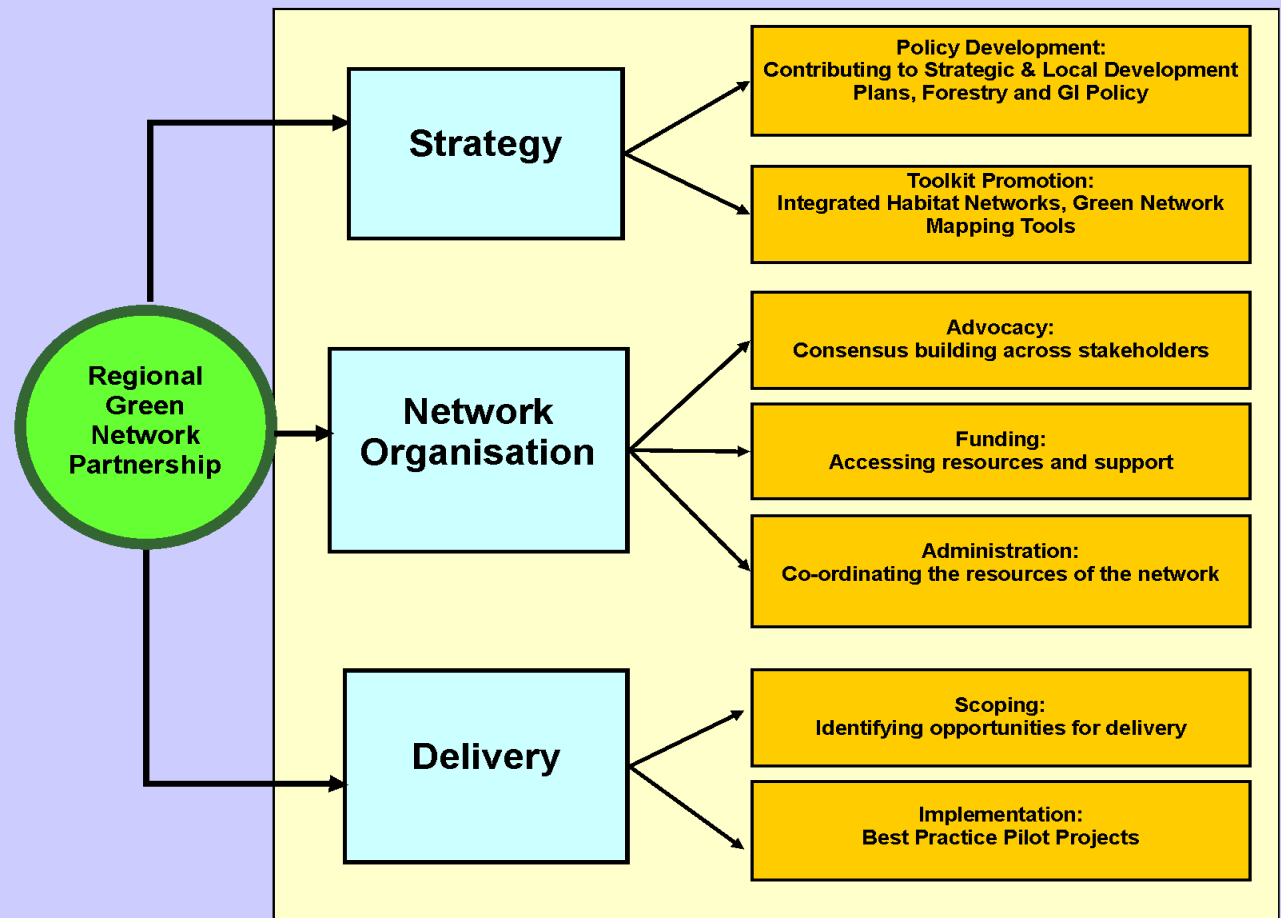 Regional
Green
Network
Partnership
Strategy
Policy Development:
Contributing to Strategic & Local Development
Plans, Forestry and GI Policy
Toolkit Promotion:
Integrated Habitat Networks, Green Network
Mapping Tools
Network
Organisation
Advocacy:
Consensus building across stakeholders
Funding:
Accessing resources and support
Administration:
Co-ordinating the resources of the network
Delivery
Scoping:
Identifying opportunities for delivery
Implementation:
Best Practice Pilot Projects